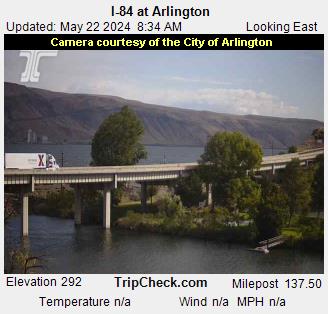 I-84 at Arlington
Updated: May 22 2024 8:34 AM Looking East
Camera courtesy of the City of Arlington
Elevation 292 TripCheck.com Milepost 137.50
Temperature n/a Wind n/a MPH n/a